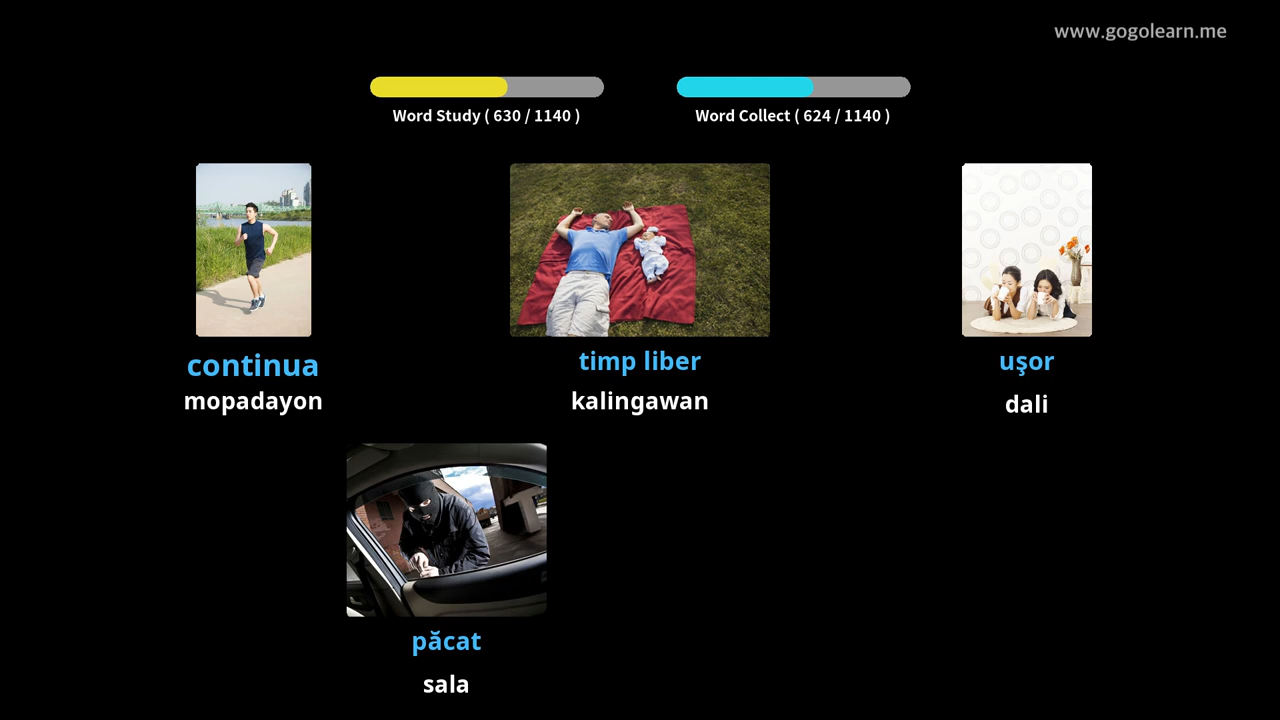 www.gogolearn.me
Word Study ( 630 / 1140 )
Word Collect ( 624 / 1140 )
continua
mopadayon
timp liber
kalingawan
uşor
dali
păcat
sala